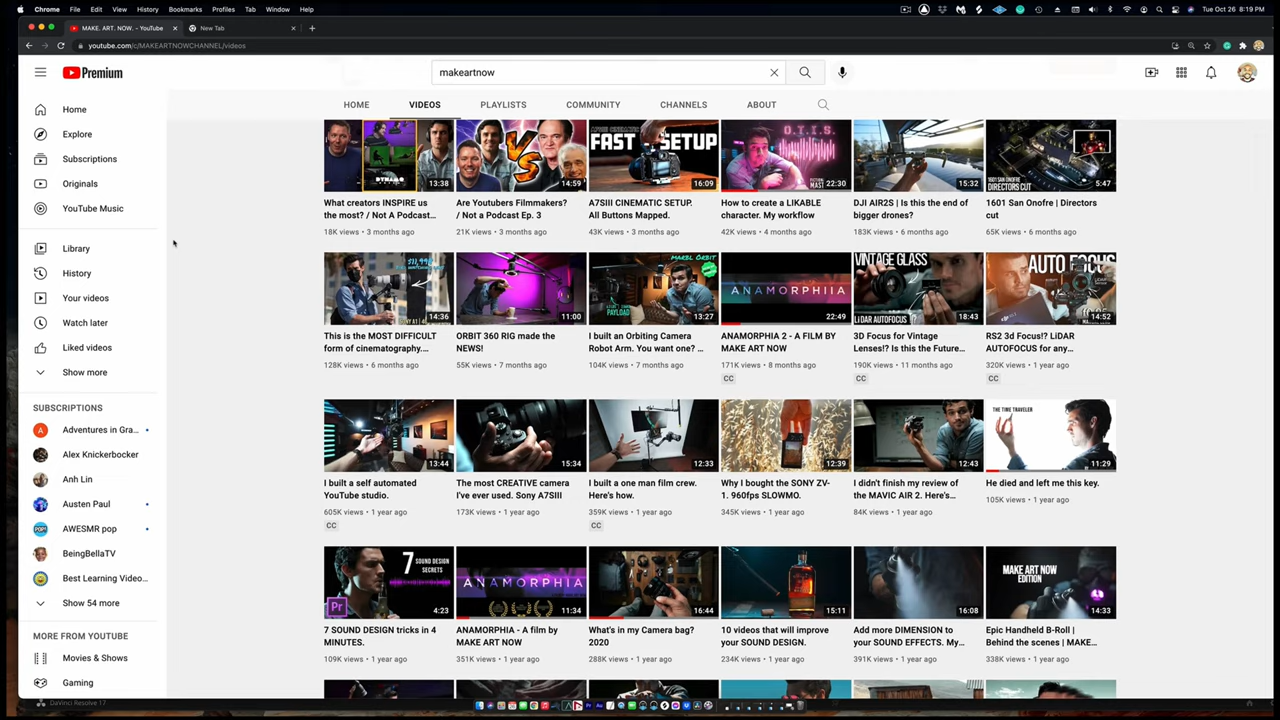 Chrome File Edit View History Bookmarks Profiles Tab Window Help Tue Oct 26 8:19 PM
MAKE. ART. NOW. - YouTube New Tab
youtube.com/c/MAKEARTNOWCHANNEL/videos
Premium makeartnow
HOME VIDEOS PLAYLISTS COMMUNITY CHANNELS ABOUT
Home
Explore
Subscriptions
Originals
YouTube Music
Library
History
Your videos
Watch later
Liked videos
Show more
SUBSCRIPTIONS
Adventures in Gra...
Alex Knickerbocker
Anh Lin
Austen Paul
AWESMR pop
BeingBellaTV
Best Learning Video...
Show 54 more
MORE FROM YOUTUBE
Movies & Shows
Gaming
DYNAMO
13:38
What creators INSPIRE us
the most? / Not A Podcast...
18K views • 3 months ago
VS
14:59
Are Youtubers Filmmakers?
/ Not a Podcast Ep. 3
21K views • 3 months ago
A7SIII CINEMATIC
FAST SETUP
16:09
A7SIII CINEMATIC SETUP.
All Buttons Mapped.
43K views • 3 months ago
O.T.I.S.
22:30
How to create a LIKABLE
character. My workflow
42K views • 4 months ago
15:32
DJI AIR2S | Is this the end of
bigger drones?
183K views • 6 months ago
1601 SAN ONOFRE
DIRECTORS CUT
5:47
1601 San Onofre | Directors
cut
65K views • 6 months ago
14:36
This is the MOST DIFFICULT
form of cinematography....
128K views • 6 months ago
11:00
ORBIT 360 RIG made the
NEWS!
55K views • 7 months ago
MARBL ORBIT
PAYLOAD
13:27
I built an Orbiting Camera
Robot Arm. You want one? ...
104K views • 7 months ago
ANAMORPHIIA
22:49
ANAMORPHIA 2 - A FILM BY
MAKE ART NOW
171K views • 8 months ago
CC
VINTAGE GLASS
LiDAR AUTOFOCUS
18:43
3D Focus for Vintage
Lenses!? Is this the Future...
190K views • 11 months ago
CC
AUTO FOCUS
14:52
RS2 3d Focus!? LiDAR
AUTOFOCUS for any...
320K views • 1 year ago
CC
13:44
I built a self automated
YouTube studio.
605K views • 1 year ago
CC
15:34
The most CREATIVE camera
I've ever used. Sony A7SIII
173K views • 1 year ago
12:33
I built a one man film crew.
Here's how.
359K views • 1 year ago
CC
12:39
Why I bought the SONY ZV-
1. 960fps SLOWMO.
345K views • 1 year ago
12:43
I didn't finish my review of
the MAVIC AIR 2. Here's...
84K views • 1 year ago
THE TIME TRAVELER
11:29
He died and left me this key.
105K views • 1 year ago
7 SOUND DESIGN
SECRETS
Pr
4:23
7 SOUND DESIGN tricks in 4
MINUTES.
109K views • 1 year ago
ANAMORPHIA
11:34
ANAMORPHIA - A film by
MAKE ART NOW
351K views • 1 year ago
16:44
What's in my Camera bag?
2020
288K views • 1 year ago
15:11
10 videos that will improve
your SOUND DESIGN.
234K views • 1 year ago
16:08
Add more DIMENSION to
your SOUND EFFECTS. My...
391K views • 1 year ago
MAKE ART NOW
EDITION
14:33
Epic Handheld B-Roll |
Behind the scenes | MAKE...
338K views • 1 year ago
DaVinci Resolve 17